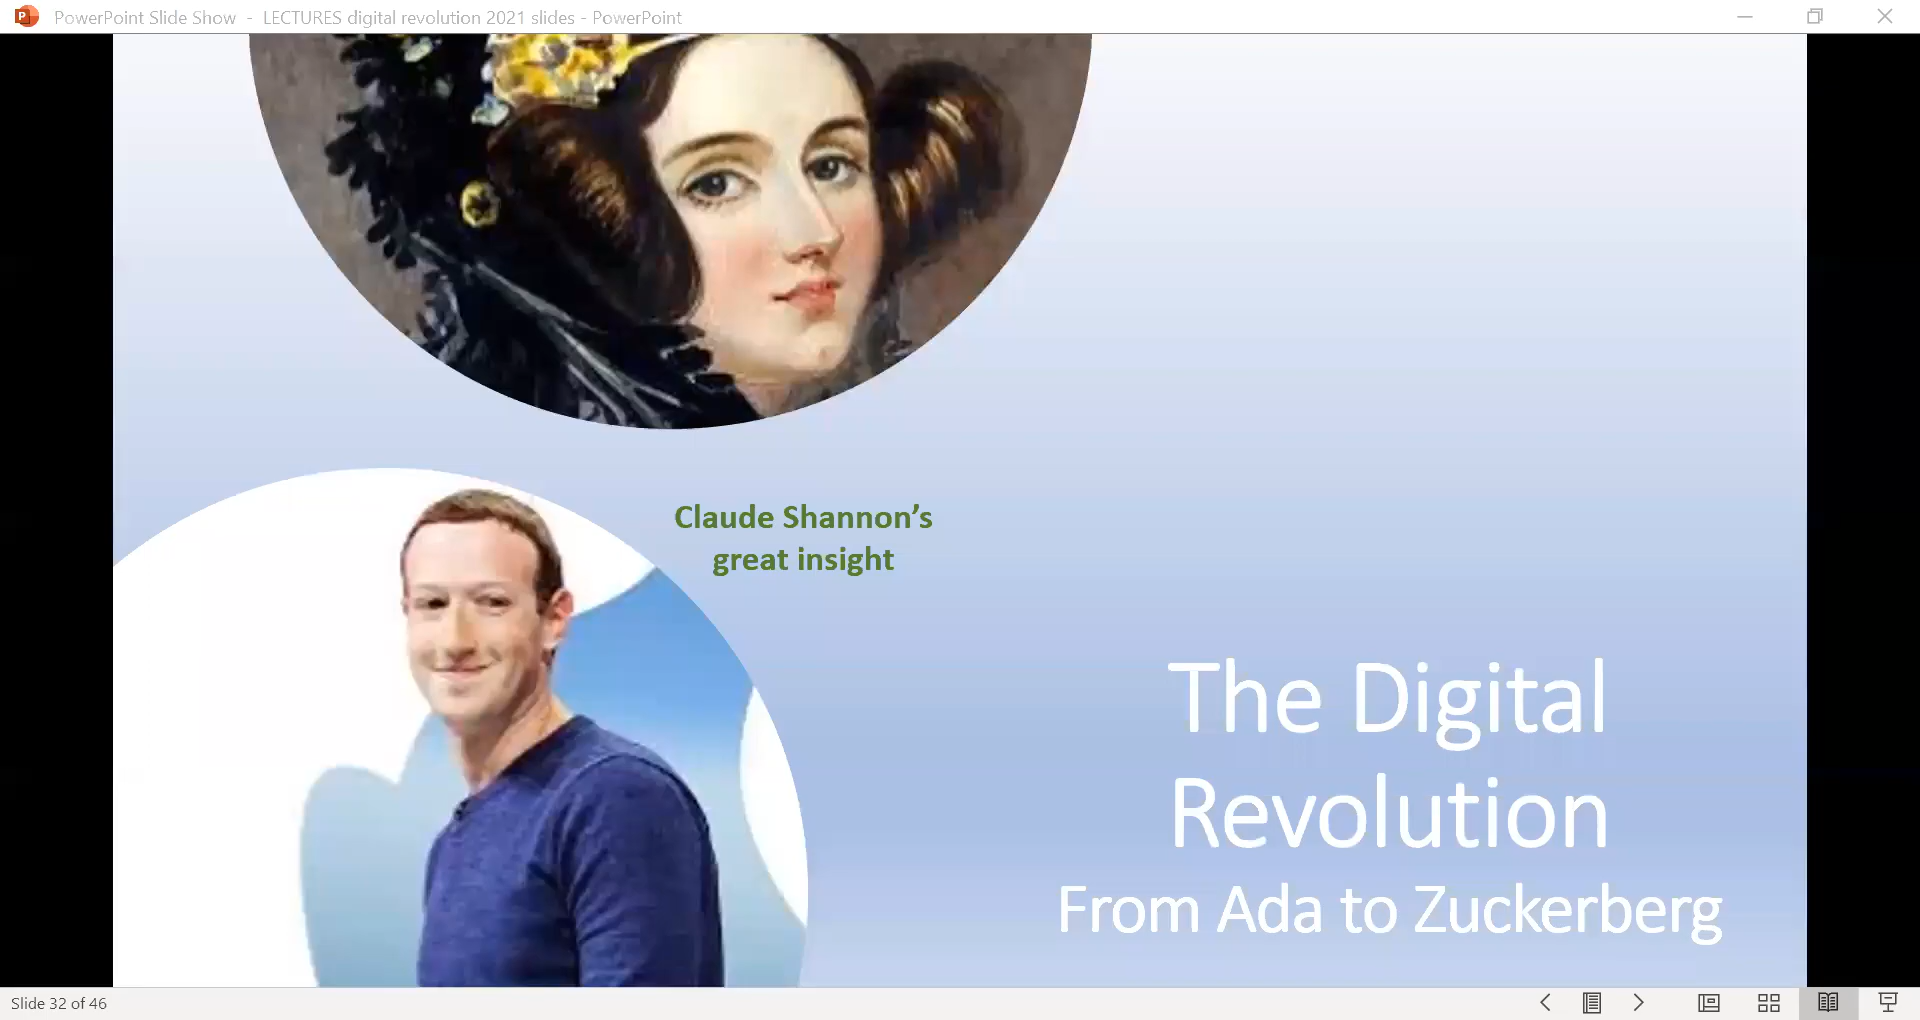 PowerPoint Slide Show - LECTURES digital revolution 2021 slides - PowerPoint
Claude Shannon’s
great insight
The Digital
Revolution
From Ada to Zuckerberg
Slide 32 of 46